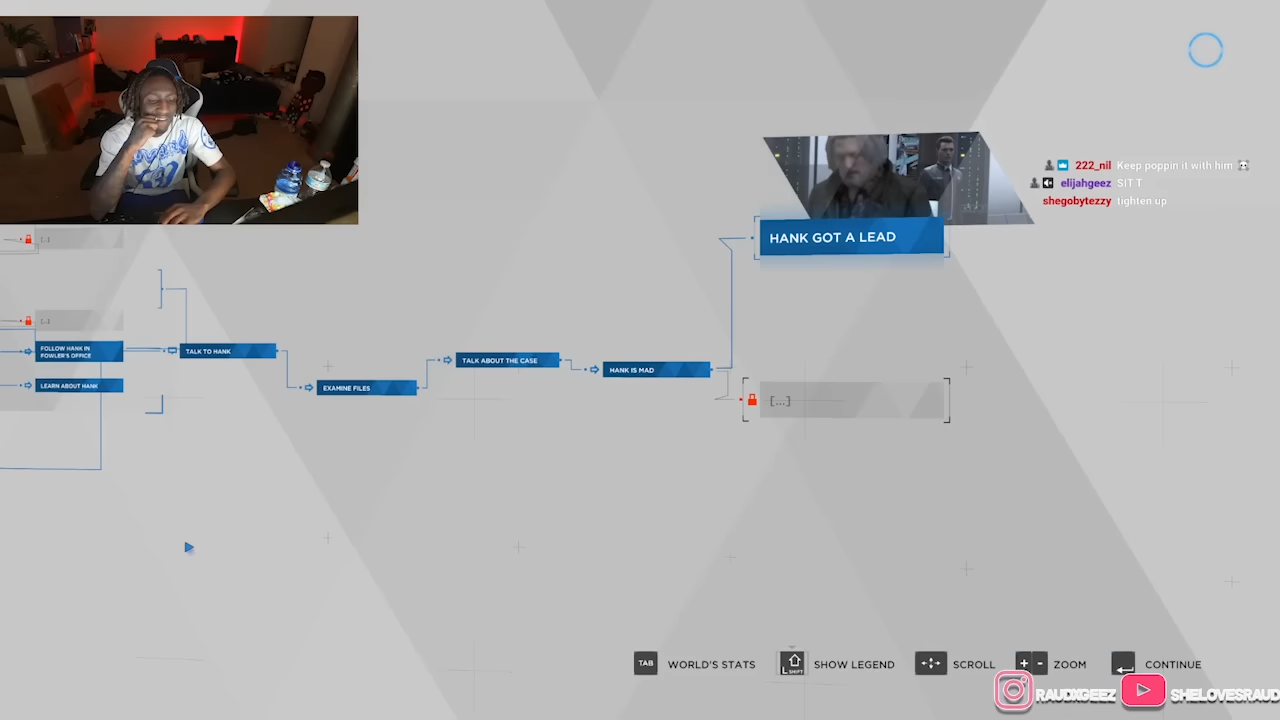 222_nil Keep poppin it with him
elijahgeez SIT T
shegobytezzy tighten up
HANK GOT A LEAD
[...]
[...]
FOLLOW HANK IN
FOWLER'S OFFICE
TALK TO HANK
TALK ABOUT THE CASE
HANK IS MAD
LEARN ABOUT HANK
EXAMINE FILES
[...]
TAB WORLD'S STATS
L SHIFT SHOW LEGEND
SCROLL
+ - ZOOM
CONTINUE
RAUDXGEEZ
SHELOVESRAUD